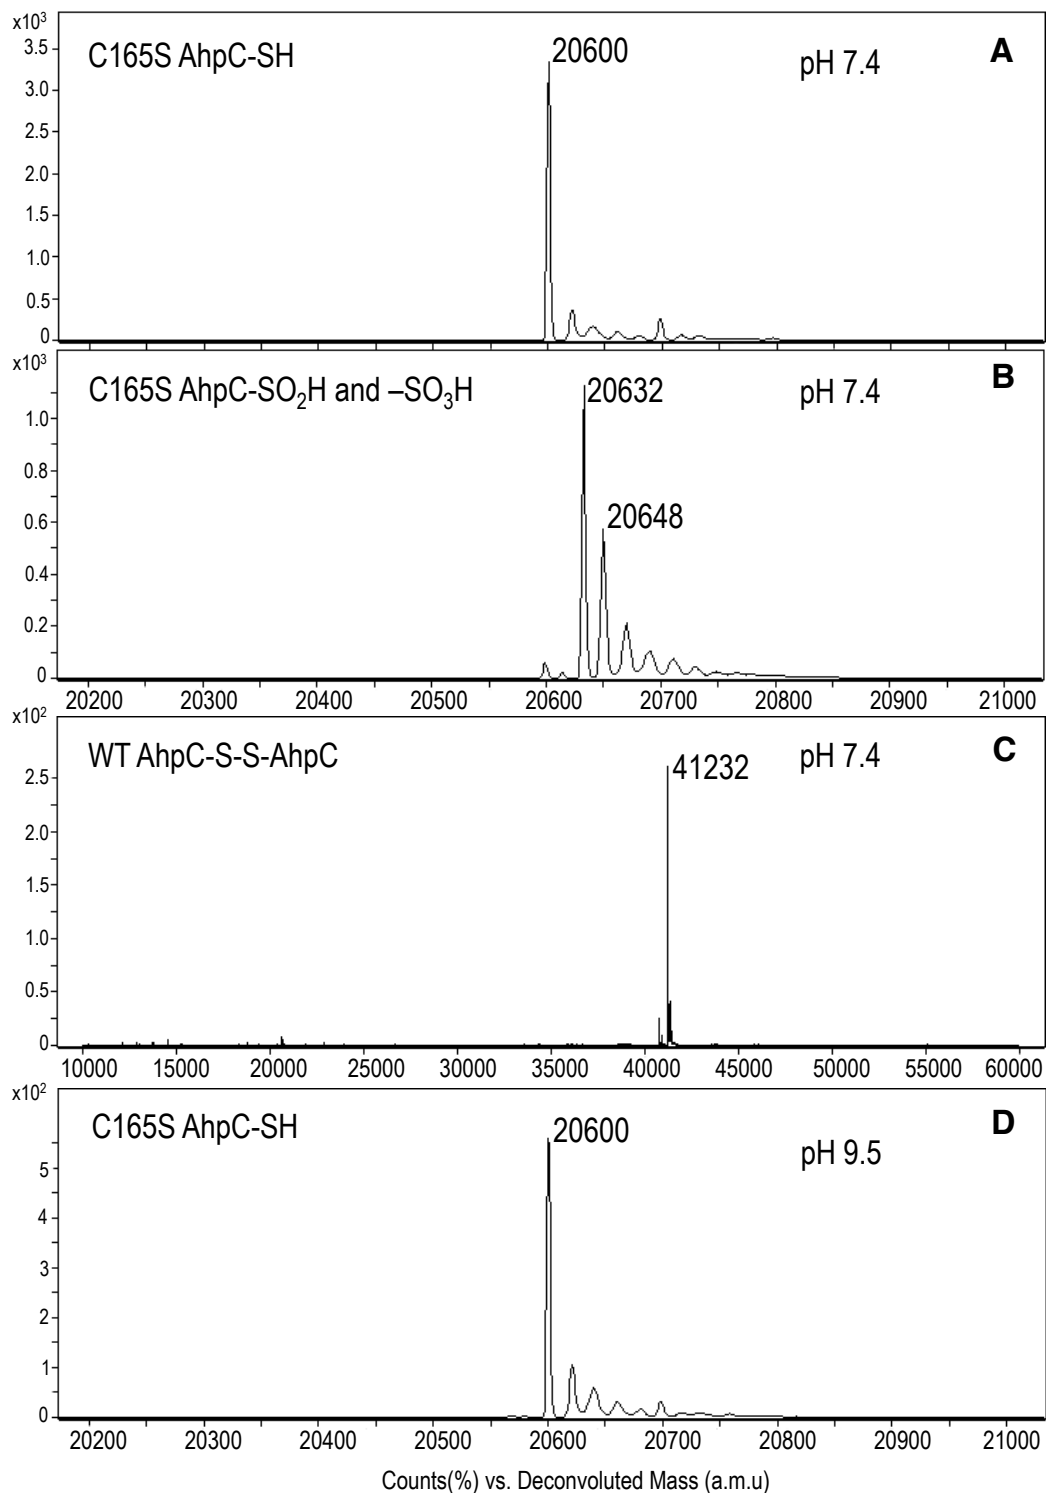 x10³
C165S AhpC-SH
20600
pH 7.4
A
3.5
3.0
2.5
2.0
1.5
1.0
0.5
0
x10³
C165S AhpC-SO₂H and –SO₃H
20632
pH 7.4
B
20648
1.0
0.8
0.6
0.4
0.2
0
20200 20300 20400 20500 20600 20700 20800 20900 21000
x10²
WT AhpC-S-S-AhpC
41232
pH 7.4
C
2.5
2.0
1.5
1.0
0.5
0
10000 15000 20000 25000 30000 35000 40000 45000 50000 55000 60000
x10²
C165S AhpC-SH
20600
pH 9.5
D
5
4
3
2
1
0
20200 20300 20400 20500 20600 20700 20800 20900 21000
Counts(%) vs. Deconvoluted Mass (a.m.u)